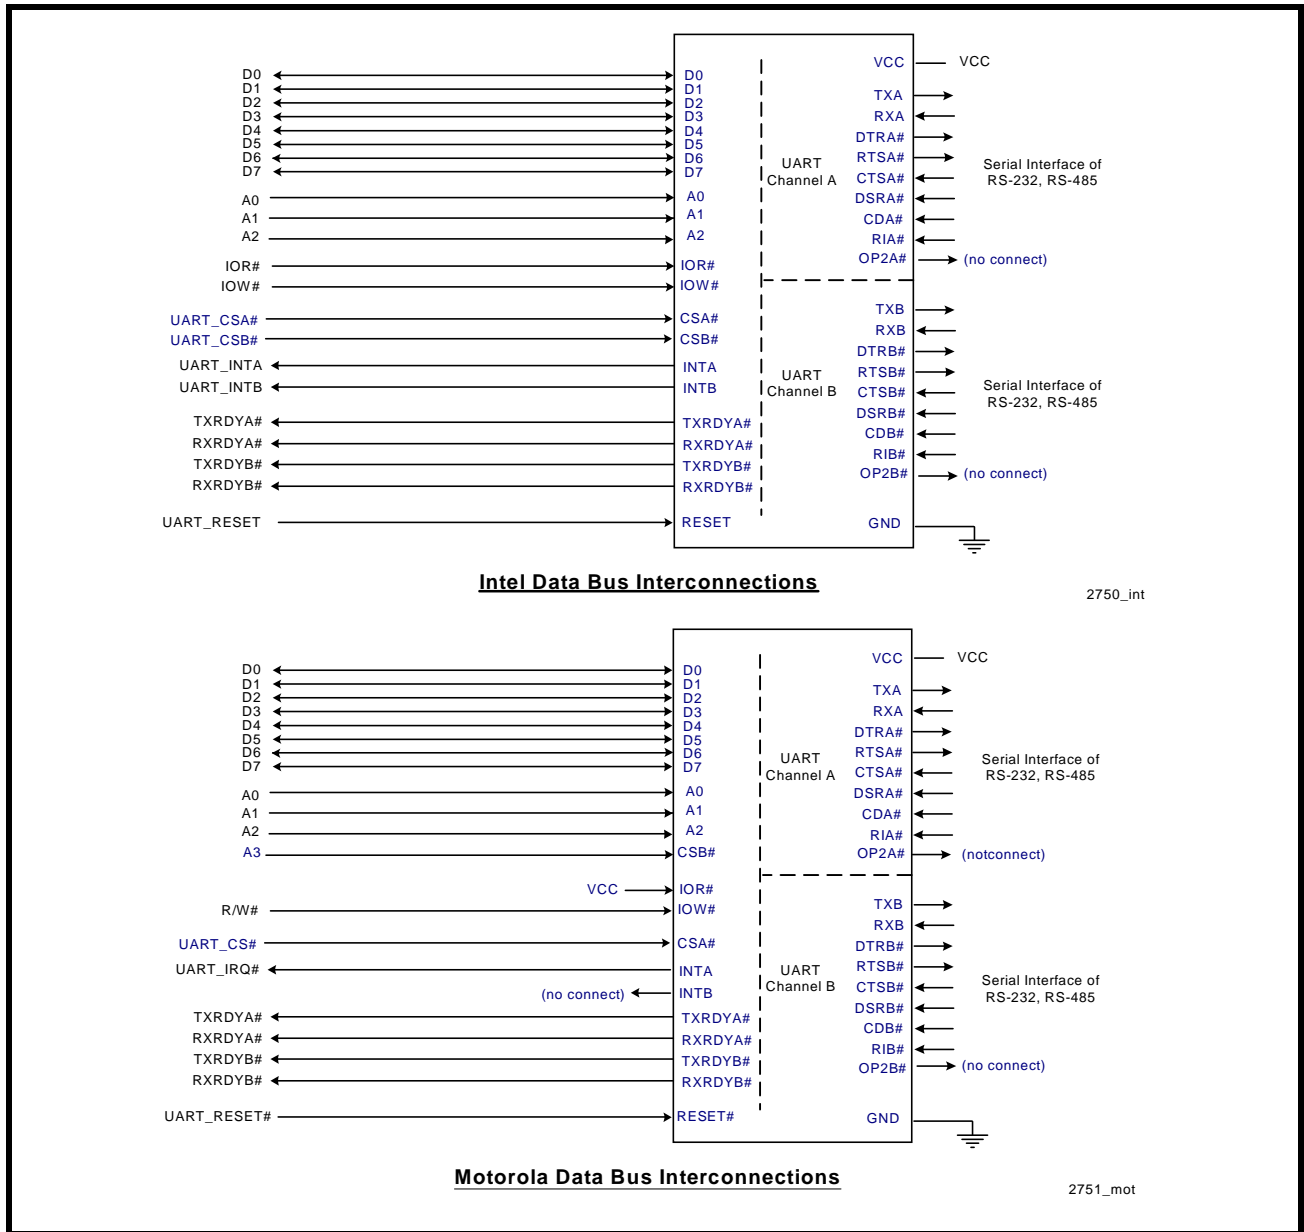 VCC VCC
D0 D0
D1 D1
D2 D2
D3 D3
D4 D4
D5 D5
D6 D6
D7 D7
A0 A0
A1 A1
A2 A2
IOR# IOR#
IOW# IOW#
UART_CSA# CSA#
UART_CSB# CSB#
UART_INTA INTA
UART_INTB INTB
TXRDYA# TXRDYA#
RXRDYA# RXRDYA#
TXRDYB# TXRDYB#
RXRDYB# RXRDYB#
UART_RESET RESET
UART
Channel A
TXA
RXA
DTRA#
RTSA#
CTSA#
DSRA#
CDA#
RIA#
OP2A# (no connect)
Serial Interface of
RS-232, RS-485
UART
Channel B
TXB
RXB
DTRB#
RTSB#
CTSB#
DSRB#
CDB#
RIB#
OP2B# (no connect)
Serial Interface of
RS-232, RS-485
GND
Intel Data Bus Interconnections
2750_int
VCC VCC
D0 D0
D1 D1
D2 D2
D3 D3
D4 D4
D5 D5
D6 D6
D7 D7
A0 A0
A1 A1
A2 A2
A3 CSB#
VCC IOR#
R/W# IOW#
UART_CS# CSA#
UART_IRQ# INTA
(no connect) INTB
TXRDYA# TXRDYA#
RXRDYA# RXRDYA#
TXRDYB# TXRDYB#
RXRDYB# RXRDYB#
UART_RESET# RESET#
UART
Channel A
TXA
RXA
DTRA#
RTSA#
CTSA#
DSRA#
CDA#
RIA#
OP2A# (notconnect)
Serial Interface of
RS-232, RS-485
UART
Channel B
TXB
RXB
DTRB#
RTSB#
CTSB#
DSRB#
CDB#
RIB#
OP2B# (no connect)
Serial Interface of
RS-232, RS-485
GND
Motorola Data Bus Interconnections
2751_mot